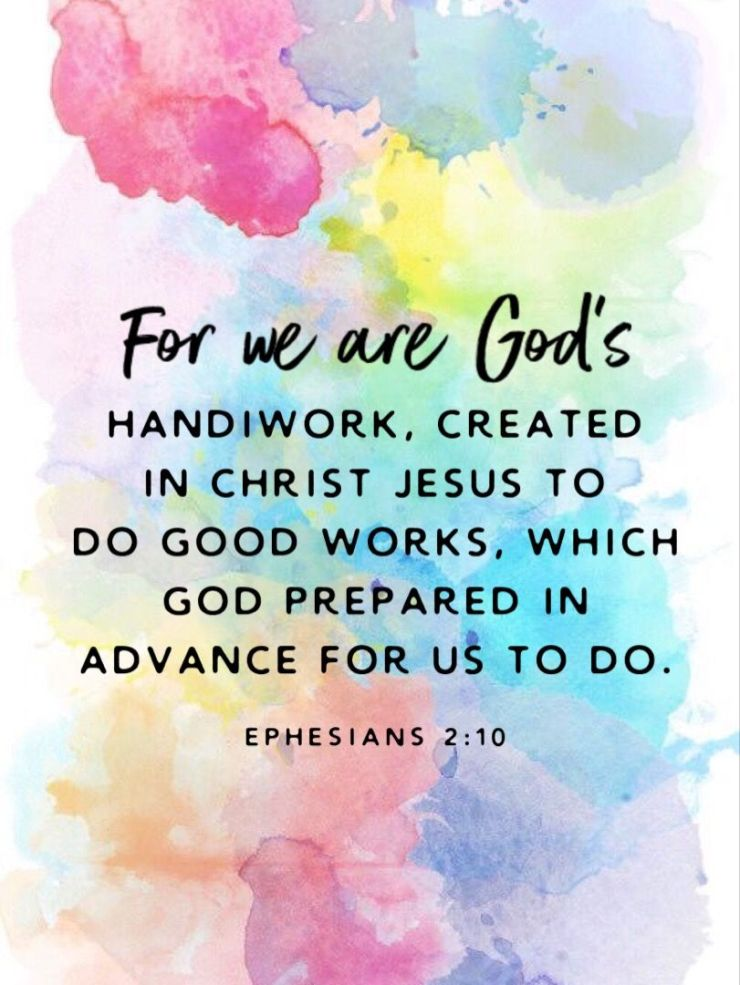 For we are God's
HANDIWORK, CREATED
IN CHRIST JESUS TO
DO GOOD WORKS, WHICH
GOD PREPARED IN
ADVANCE FOR US TO DO.
EPHESIANS 2:10